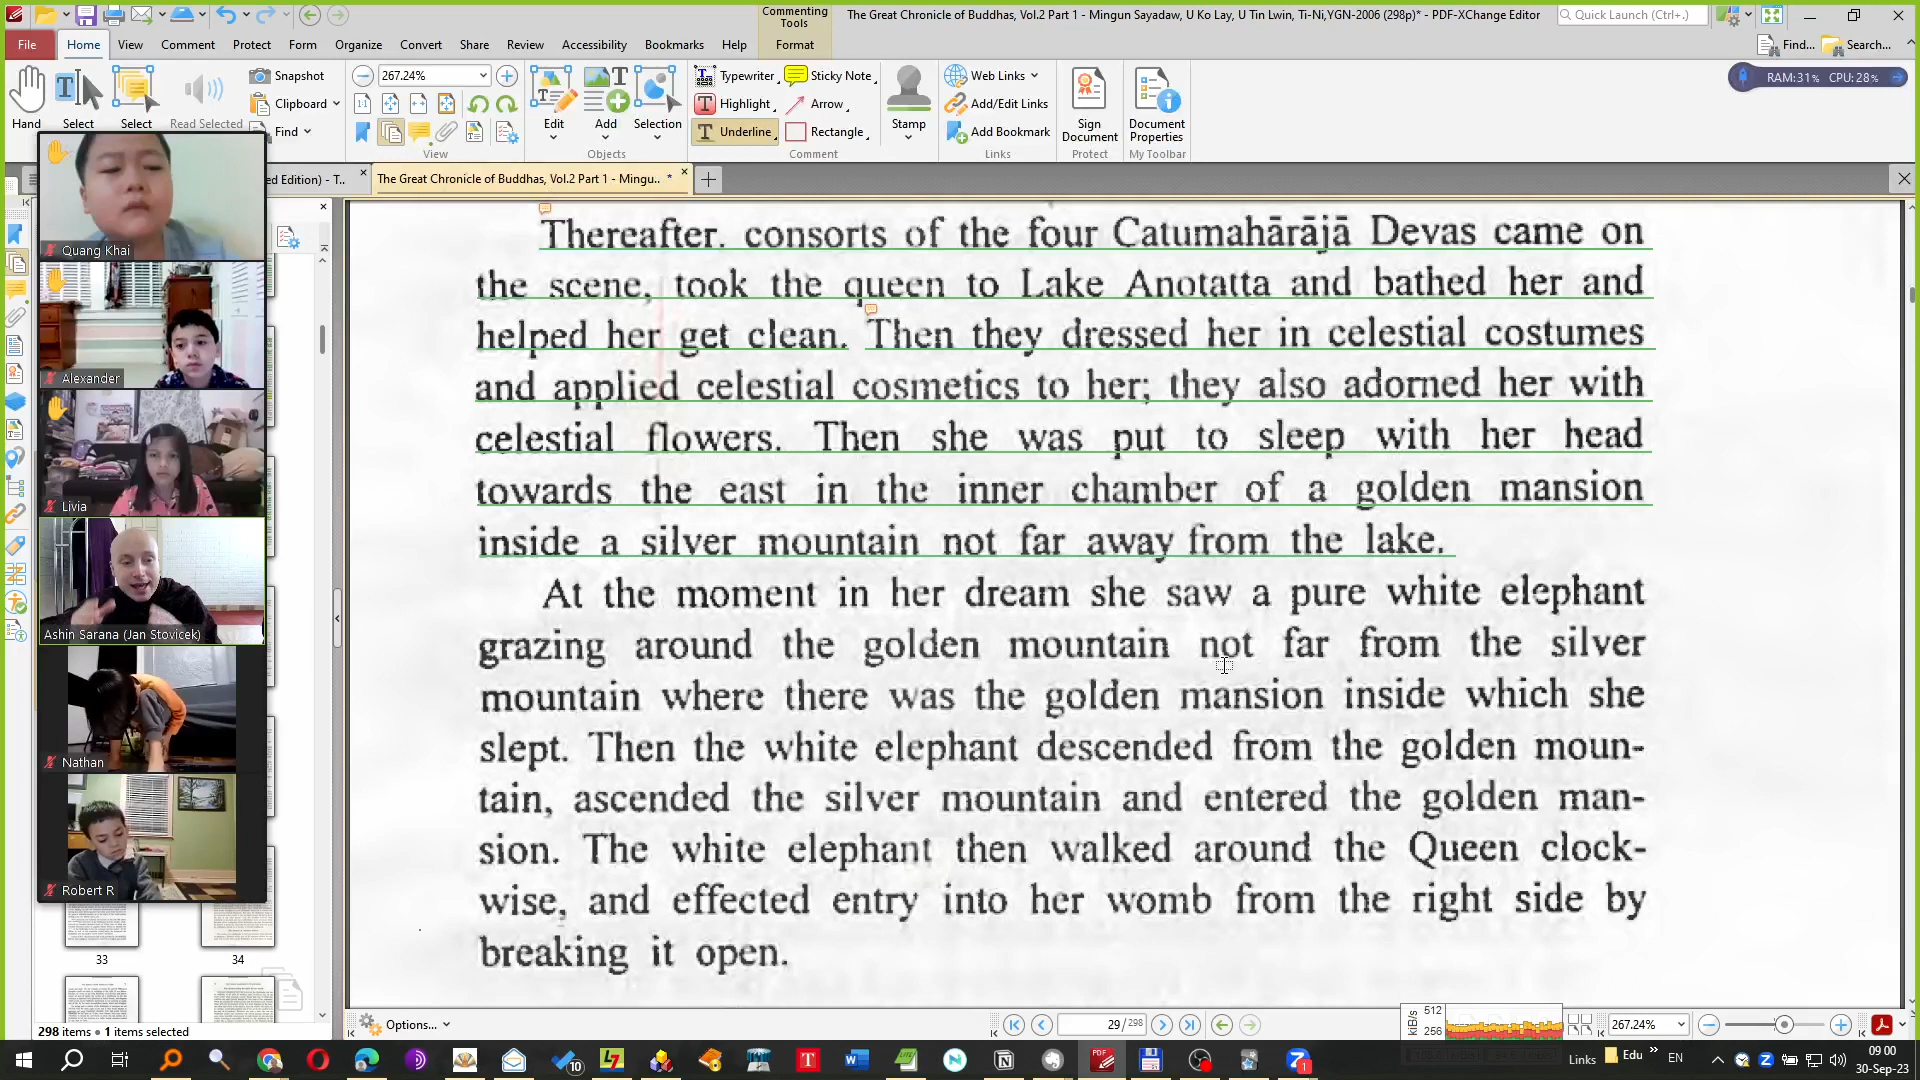 The Great Chronicle of Buddhas, Vol.2 Part 1 - Mingun Sayadaw, U Ko Lay, U Tin Lwin, Ti-Ni,YGN-2006 (298p)* - PDF-XChange Editor
Commenting Tools
Quick Launch (Ctrl+.)
File Home View Comment Protect Form Organize Convert Share Review Accessibility Bookmarks Help Format
Find...
Search...
Hand
Select
Select
Read Selected
Snapshot
Clipboard
Find
267.24%
View
Edit
Add
Selection
Objects
Typewriter
Sticky Note
Highlight
Arrow
Underline
Rectangle
Comment
Stamp
Web Links
Add/Edit Links
Add Bookmark
Links
Sign Document
Protect
Document Properties
My Toolbar
RAM:31% CPU: 28%
ed Edition) - T..
The Great Chronicle of Buddhas, Vol.2 Part 1 - Mingu.. *
Quang Khai
Alexander
Livia
Ashin Sarana (Jan Stovicek)
Nathan
Robert R
33
34
298 items • 1 items selected
Thereafter. consorts of the four Catumahārājā Devas came on
the scene, took the queen to Lake Anotatta and bathed her and
helped her get clean. Then they dressed her in celestial costumes
and applied celestial cosmetics to her; they also adorned her with
celestial flowers. Then she was put to sleep with her head
towards the east in the inner chamber of a golden mansion
inside a silver mountain not far away from the lake.
At the moment in her dream she saw a pure white elephant
grazing around the golden mountain not far from the silver
mountain where there was the golden mansion inside which she
slept. Then the white elephant descended from the golden moun-
tain, ascended the silver mountain and entered the golden man-
sion. The white elephant then walked around the Queen clock-
wise, and effected entry into her womb from the right side by
breaking it open.
Options...
29 / 298
KB/s
512
256
267.24%
10
1
Links
Edu
EN
09 00
30-Sep-23